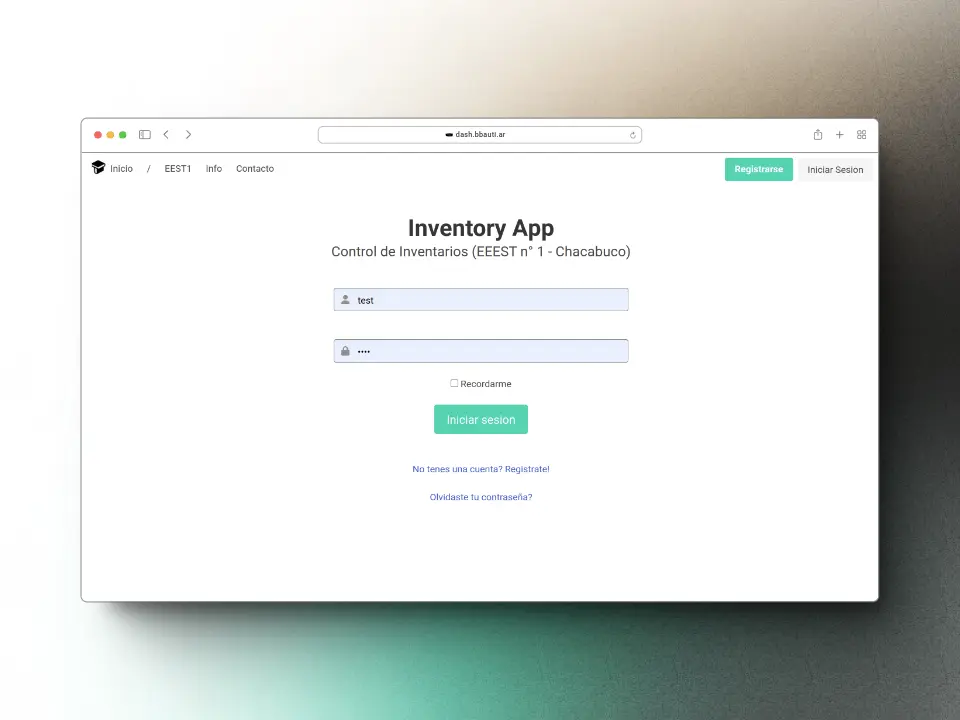 dash.bbauti.ar
Inicio / EEST1 Info Contacto
Registrarse Iniciar Sesion
Inventory App
Control de Inventarios (EEEST n° 1 - Chacabuco)
test
••••
Recordarme
Iniciar sesion
No tenes una cuenta? Registrate!
Olvidaste tu contraseña?